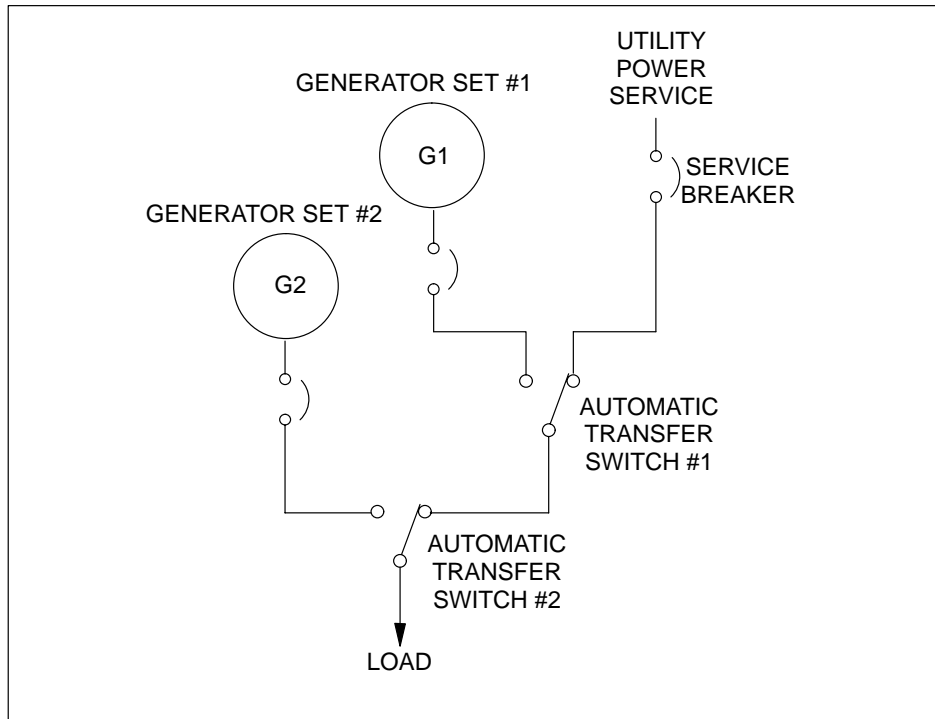 UTILITY
POWER
SERVICE
GENERATOR SET #1
G1
SERVICE
BREAKER
GENERATOR SET #2
G2
AUTOMATIC
TRANSFER
SWITCH #1
AUTOMATIC
TRANSFER
SWITCH #2
LOAD